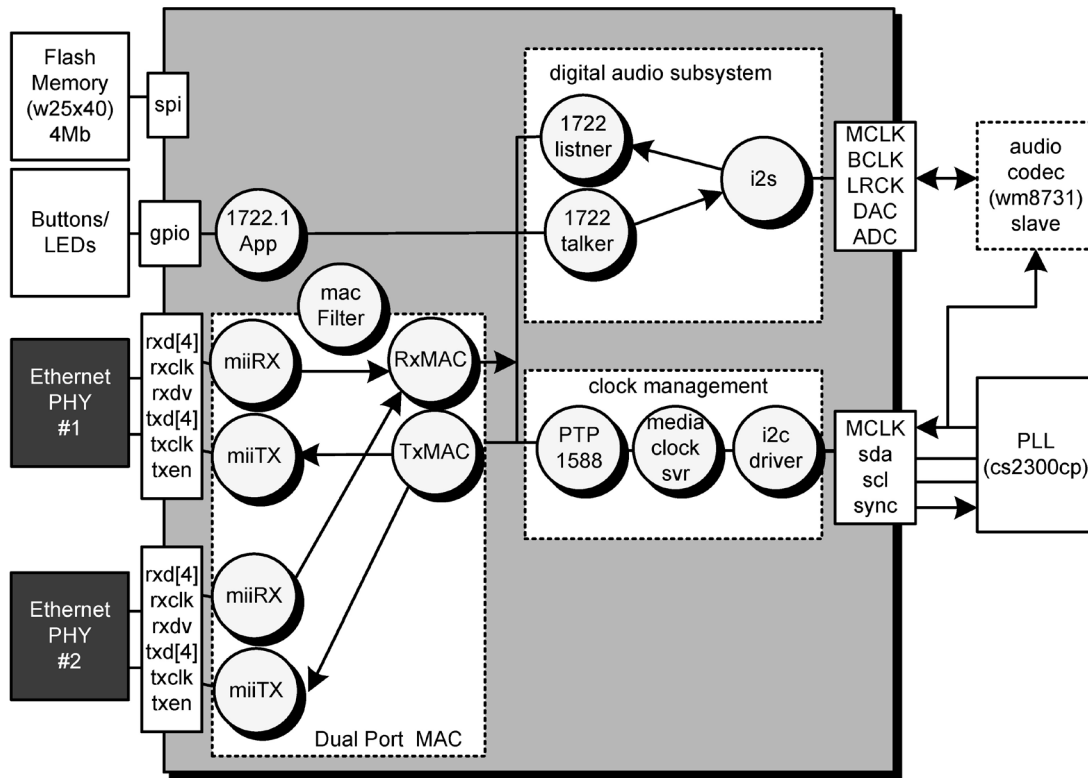 Flash
Memory
(w25x40)
4Mb
spi
Buttons/
LEDs
gpio
1722.1
App
digital audio subsystem
1722
listner
1722
talker
i2s
MCLK
BCLK
LRCK
DAC
ADC
audio
codec
(wm8731)
slave
mac
Filter
Ethernet
PHY
#1
rxd[4]
rxclk
rxdv
txd[4]
txclk
txen
miiRX
miiTX
RxMAC
TxMAC
clock management
PTP
1588
media
clock
svr
i2c
driver
MCLK
sda
scl
sync
PLL
(cs2300cp)
Ethernet
PHY
#2
rxd[4]
rxclk
rxdv
txd[4]
txclk
txen
miiRX
miiTX
Dual Port MAC